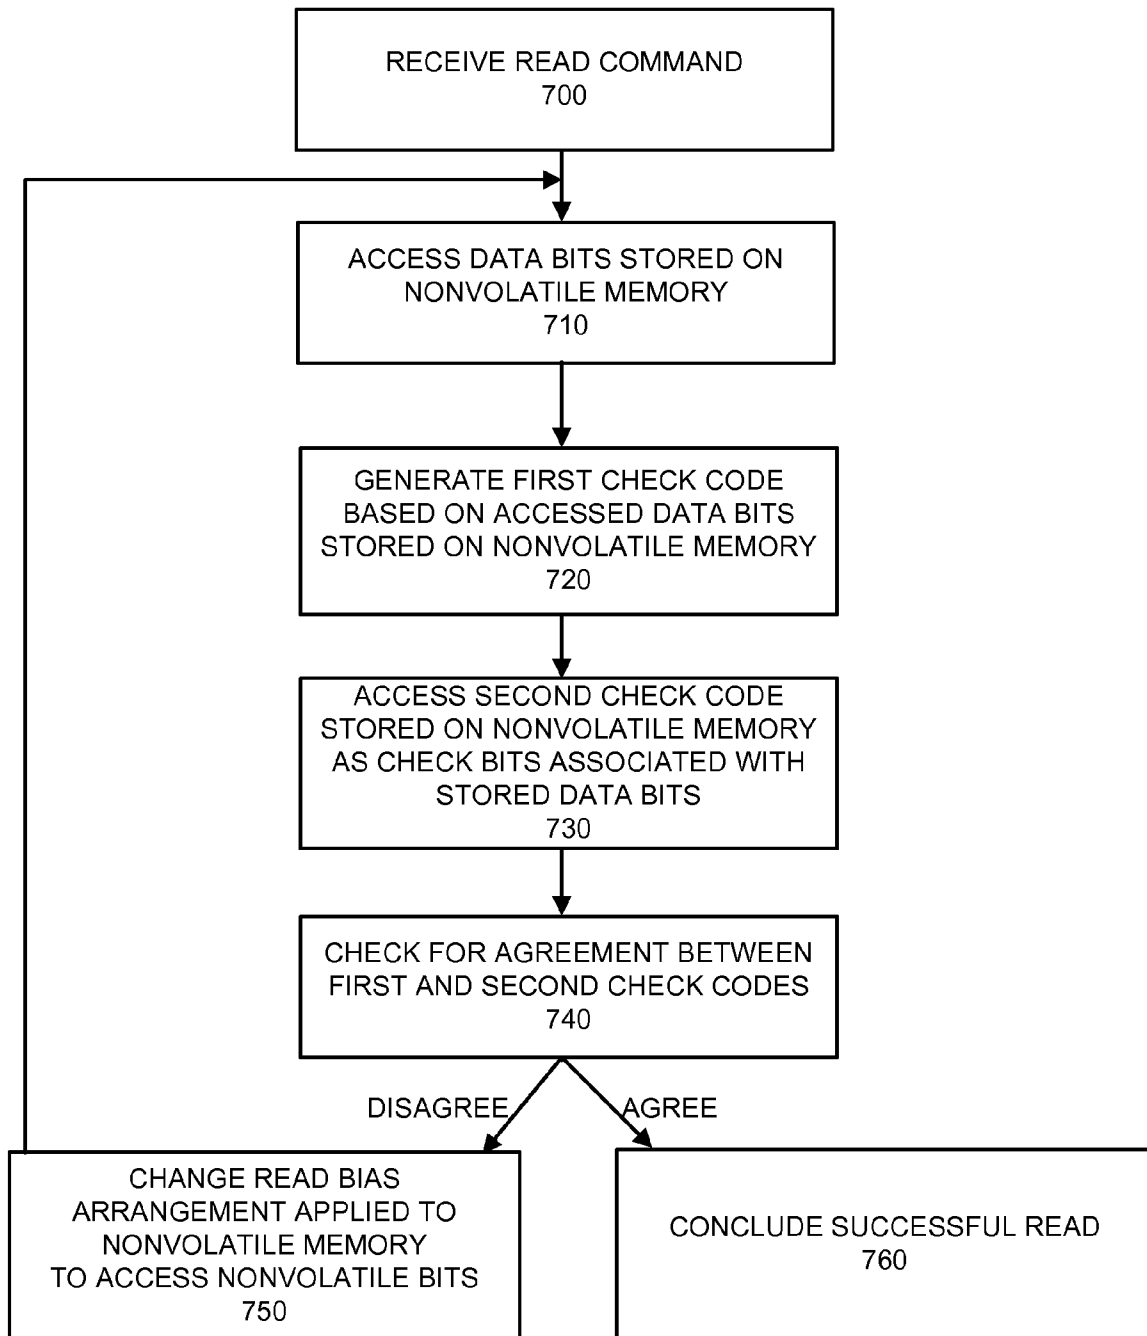 RECEIVE READ COMMAND
700
ACCESS DATA BITS STORED ON
NONVOLATILE MEMORY
710
GENERATE FIRST CHECK CODE
BASED ON ACCESSED DATA BITS
STORED ON NONVOLATILE MEMORY
720
ACCESS SECOND CHECK CODE
STORED ON NONVOLATILE MEMORY
AS CHECK BITS ASSOCIATED WITH
STORED DATA BITS
730
CHECK FOR AGREEMENT BETWEEN
FIRST AND SECOND CHECK CODES
740
DISAGREE
AGREE
CHANGE READ BIAS
ARRANGEMENT APPLIED TO
NONVOLATILE MEMORY
TO ACCESS NONVOLATILE BITS
750
CONCLUDE SUCCESSFUL READ
760